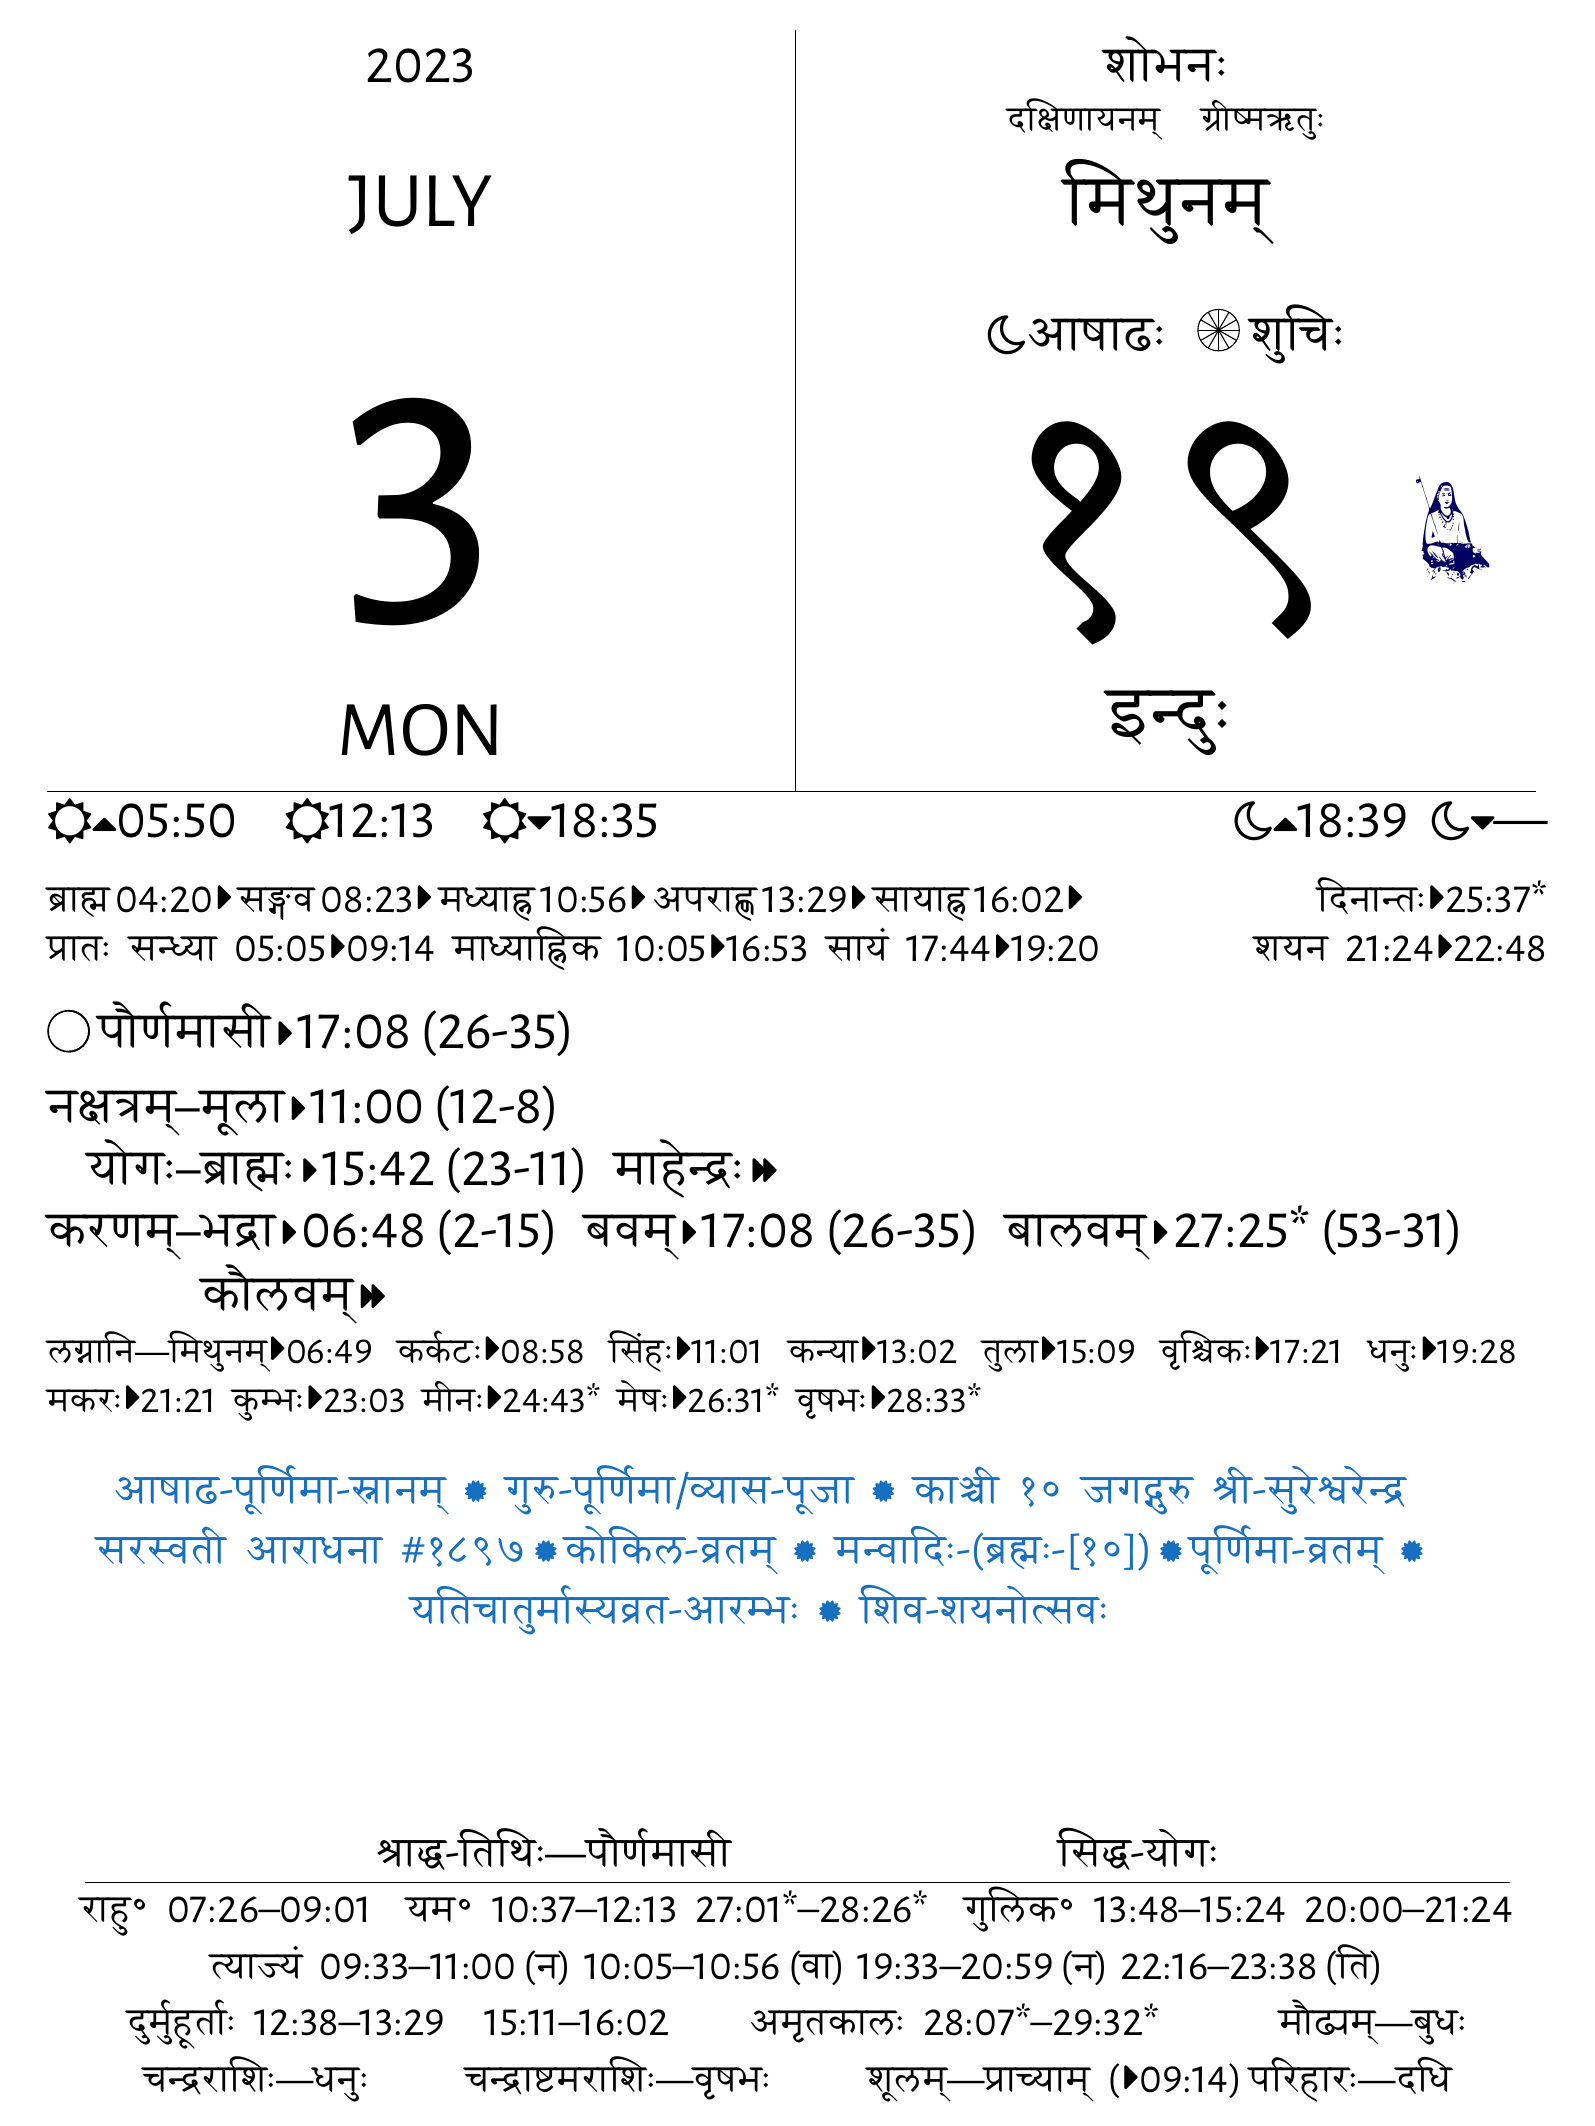 2023
JULY
3
MON
शोभनः
दक्षिणायनम् ग्रीष्मऋतुः
मिथुनम्
आषाढः शुचिः
१९
इन्दुः
05:50 12:13 18:35 18:39 —
ब्राह्म 04:20 सङ्गव 08:23 मध्याह्न 10:56 अपराह्ण 13:29 सायाह्न 16:02 दिनान्तः 25:37*
प्रातः सन्ध्या 05:05 09:14 माध्याह्निक 10:05 16:53 सायं 17:44 19:20 शयन 21:24 22:48
पौर्णमासी 17:08 (26-35)
नक्षत्रम्–मूला 11:00 (12-8)
योगः–ब्राह्मः 15:42 (23-11) माहेन्द्रः
करणम्–भद्रा 06:48 (2-15) बवम् 17:08 (26-35) बालवम् 27:25* (53-31)
कौलवम्
लग्नानि—मिथुनम् 06:49 कर्कटः 08:58 सिंहः 11:01 कन्या 13:02 तुला 15:09 वृश्चिकः 17:21 धनुः 19:28
मकरः 21:21 कुम्भः 23:03 मीनः 24:43* मेषः 26:31* वृषभः 28:33*
आषाढ-पूर्णिमा-स्नानम् ✹ गुरु-पूर्णिमा/व्यास-पूजा ✹ काञ्ची १० जगद्गुरु श्री-सुरेश्वरेन्द्र
सरस्वती आराधना #१८९७ ✹ कोकिल-व्रतम् ✹ मन्वादिः-(ब्रह्मः-[१०]) ✹ पूर्णिमा-व्रतम् ✹
यतिचातुर्मास्यव्रत-आरम्भः ✹ शिव-शयनोत्सवः
श्राद्ध-तिथिः—पौर्णमासी सिद्ध-योगः
राहु० 07:26–09:01 यम० 10:37–12:13 27:01*–28:26* गुलिक० 13:48–15:24 20:00–21:24
त्याज्यं 09:33–11:00 (न) 10:05–10:56 (वा) 19:33–20:59 (न) 22:16–23:38 (ति)
दुर्मुहूर्ताः 12:38–13:29 15:11–16:02 अमृतकालः 28:07*–29:32* मौढ्यम्—बुधः
चन्द्रराशिः—धनुः चन्द्राष्टमराशिः—वृषभः शूलम्—प्राच्याम् (09:14) परिहारः—दधि